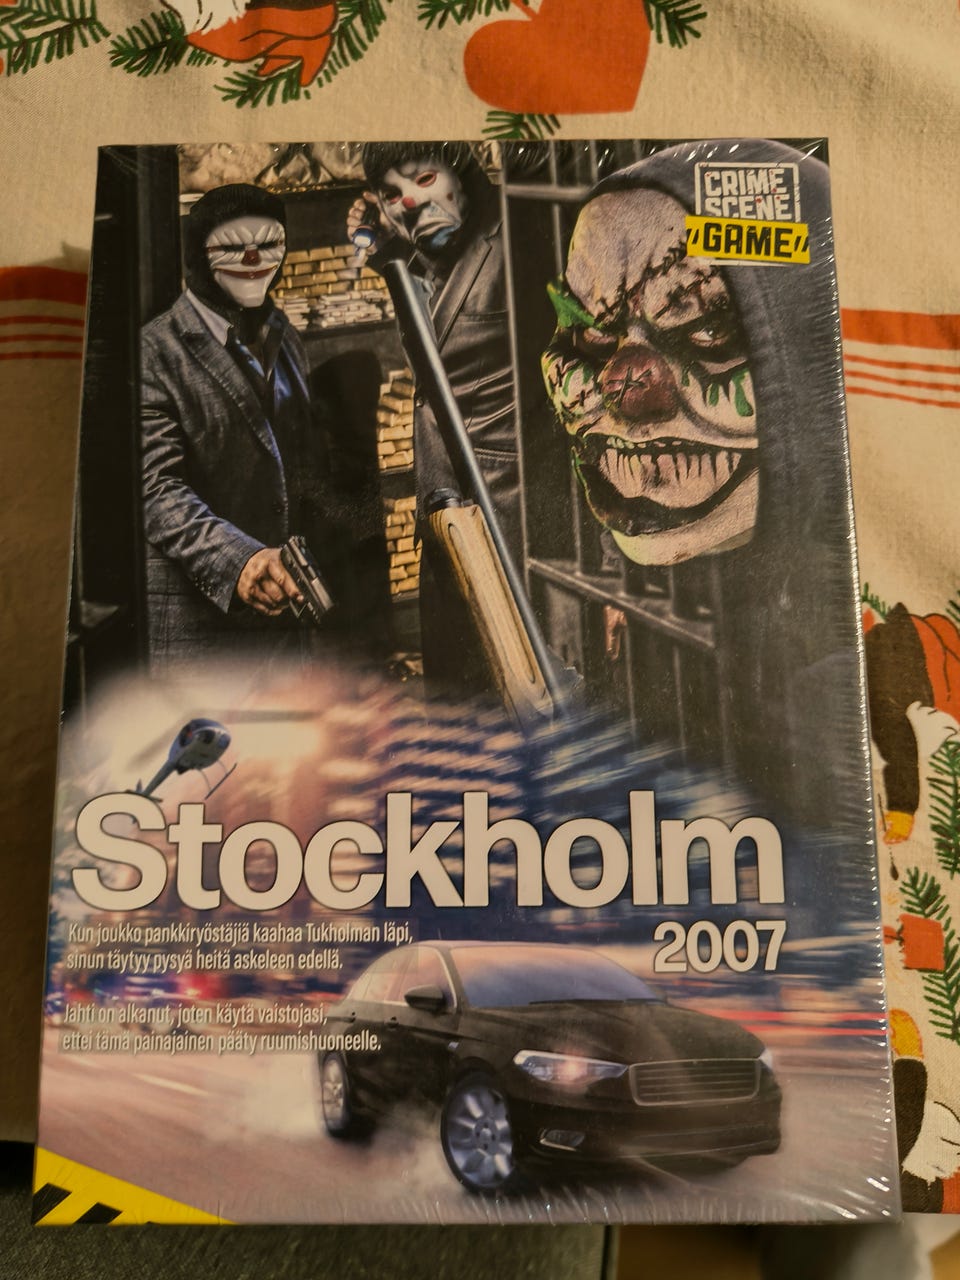 CRIME
SCENE
GAME
Stockholm
2007
Kun joukko pankkiryöstäjiä kaahaa Tukholman läpi,
sinun täytyy pysyä heitä askeleen edellä.
Jahti on alkanut, joten käytä vaistojasi,
ettei tämä painajainen pääty ruumishuoneelle.